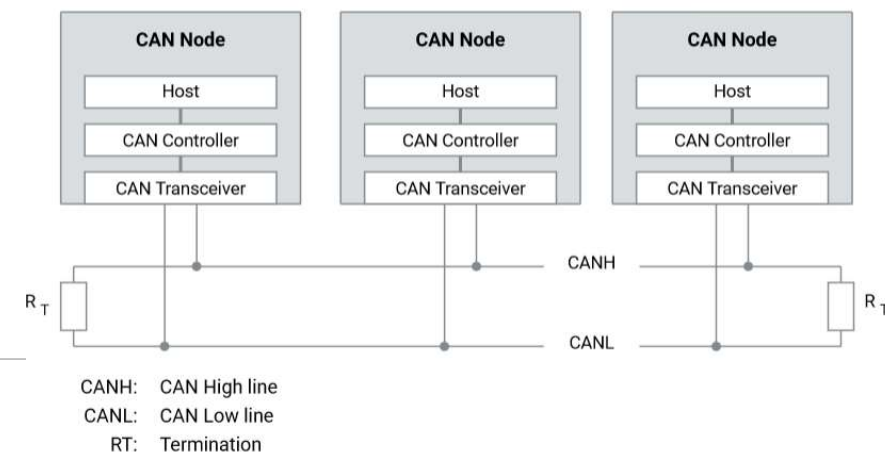 CAN Node CAN Node CAN Node
Host Host Host
CAN Controller CAN Controller CAN Controller
CAN Transceiver CAN Transceiver CAN Transceiver
CANH
R T R T
CANL
CANH: CAN High line
CANL: CAN Low line
RT: Termination